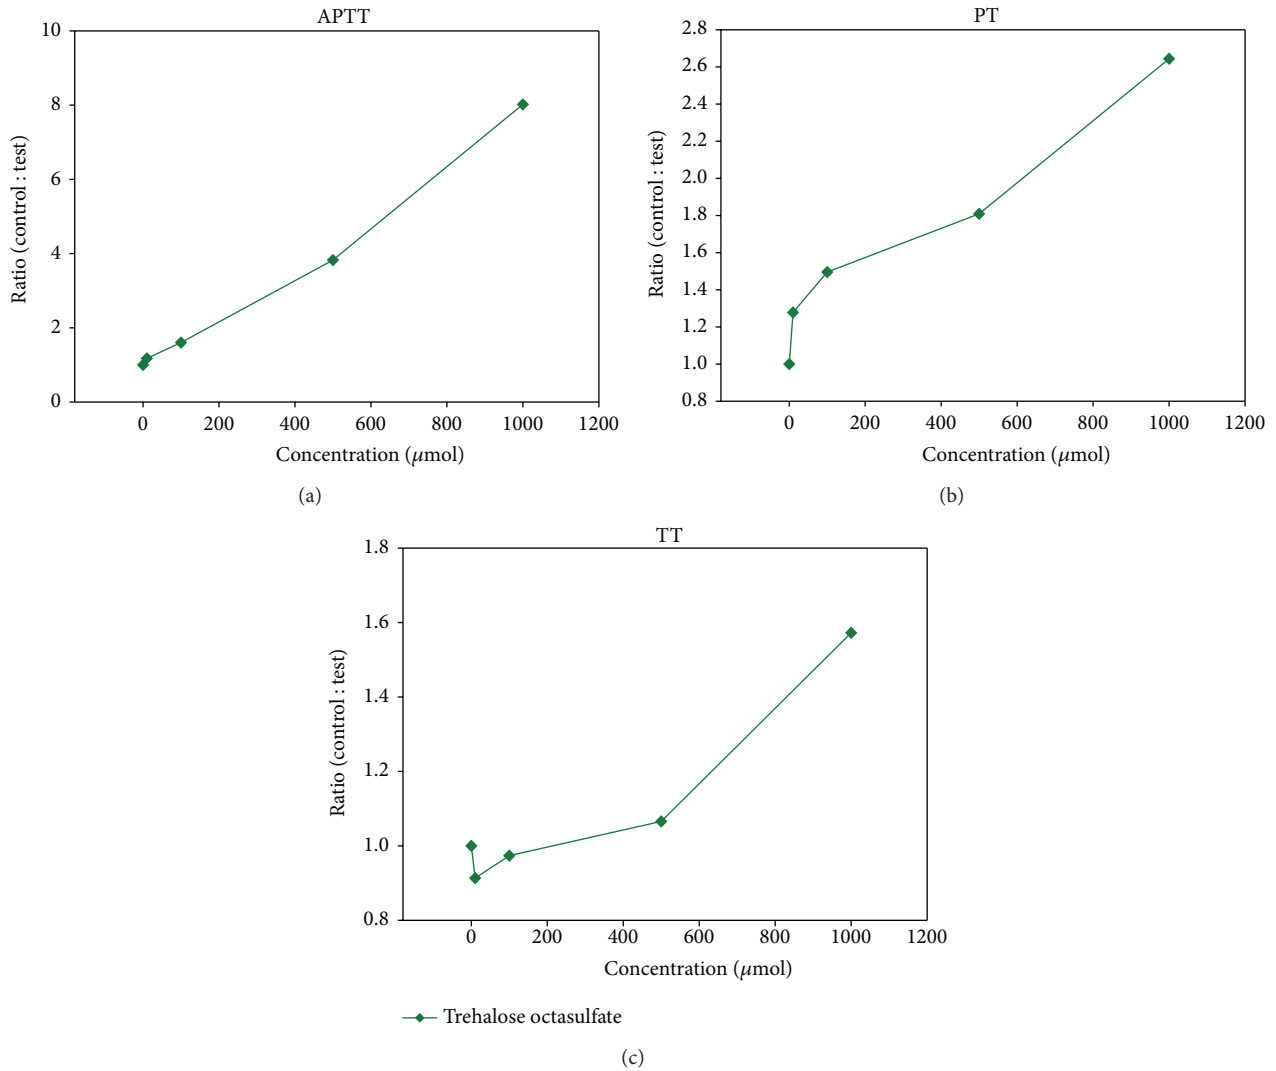 APTT
10
8
6
4
2
0
Ratio (control : test)
0 200 400 600 800 1000 1200
Concentration (μmol)
(a)
PT
2.8
2.6
2.4
2.2
2.0
1.8
1.6
1.4
1.2
1.0
0.8
Ratio (control : test)
0 200 400 600 800 1000 1200
Concentration (μmol)
(b)
TT
1.8
1.6
1.4
1.2
1.0
0.8
Ratio (control : test)
0 200 400 600 800 1000 1200
Concentration (μmol)
Trehalose octasulfate
(c)